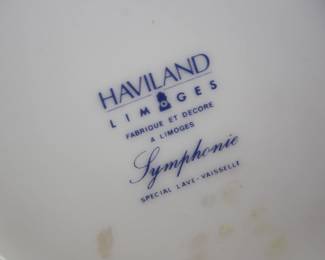 HAVILAND
LIMOGES
FABRIQUE ET DECORE
A LIMOGES
Symphonie
SPECIAL LAVE-VAISSELLE